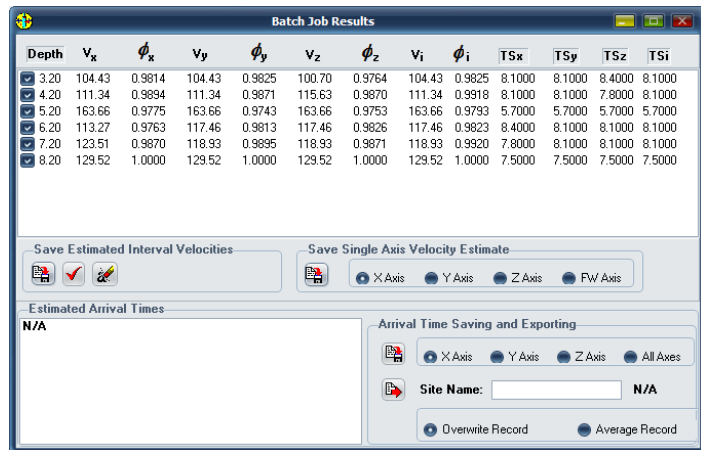 Batch Job Results
Depth Vx ϕx Vy ϕy Vz ϕz Vi ϕi TSx TSy TSz TSi
3.20 104.43 0.9814 104.43 0.9825 100.70 0.9764 104.43 0.9825 8.1000 8.1000 8.4000 8.1000
4.20 111.34 0.9894 111.34 0.9871 115.63 0.9870 111.34 0.9918 8.1000 8.1000 7.8000 8.1000
5.20 163.66 0.9775 163.66 0.9743 163.66 0.9753 163.66 0.9793 5.7000 5.7000 5.7000 5.7000
6.20 113.27 0.9763 117.46 0.9813 117.46 0.9826 117.46 0.9823 8.4000 8.1000 8.1000 8.1000
7.20 123.51 0.9870 118.93 0.9895 118.93 0.9871 118.93 0.9920 7.8000 8.1000 8.1000 8.1000
8.20 129.52 1.0000 129.52 1.0000 129.52 1.0000 129.52 1.0000 7.5000 7.5000 7.5000 7.5000
Save Estimated Interval Velocities
Save Single Axis Velocity Estimate
X Axis Y Axis Z Axis FW Axis
Estimated Arrival Times
N/A
Arrival Time Saving and Exporting
X Axis Y Axis Z Axis All Axes
Site Name: N/A
Overwrite Record Average Record